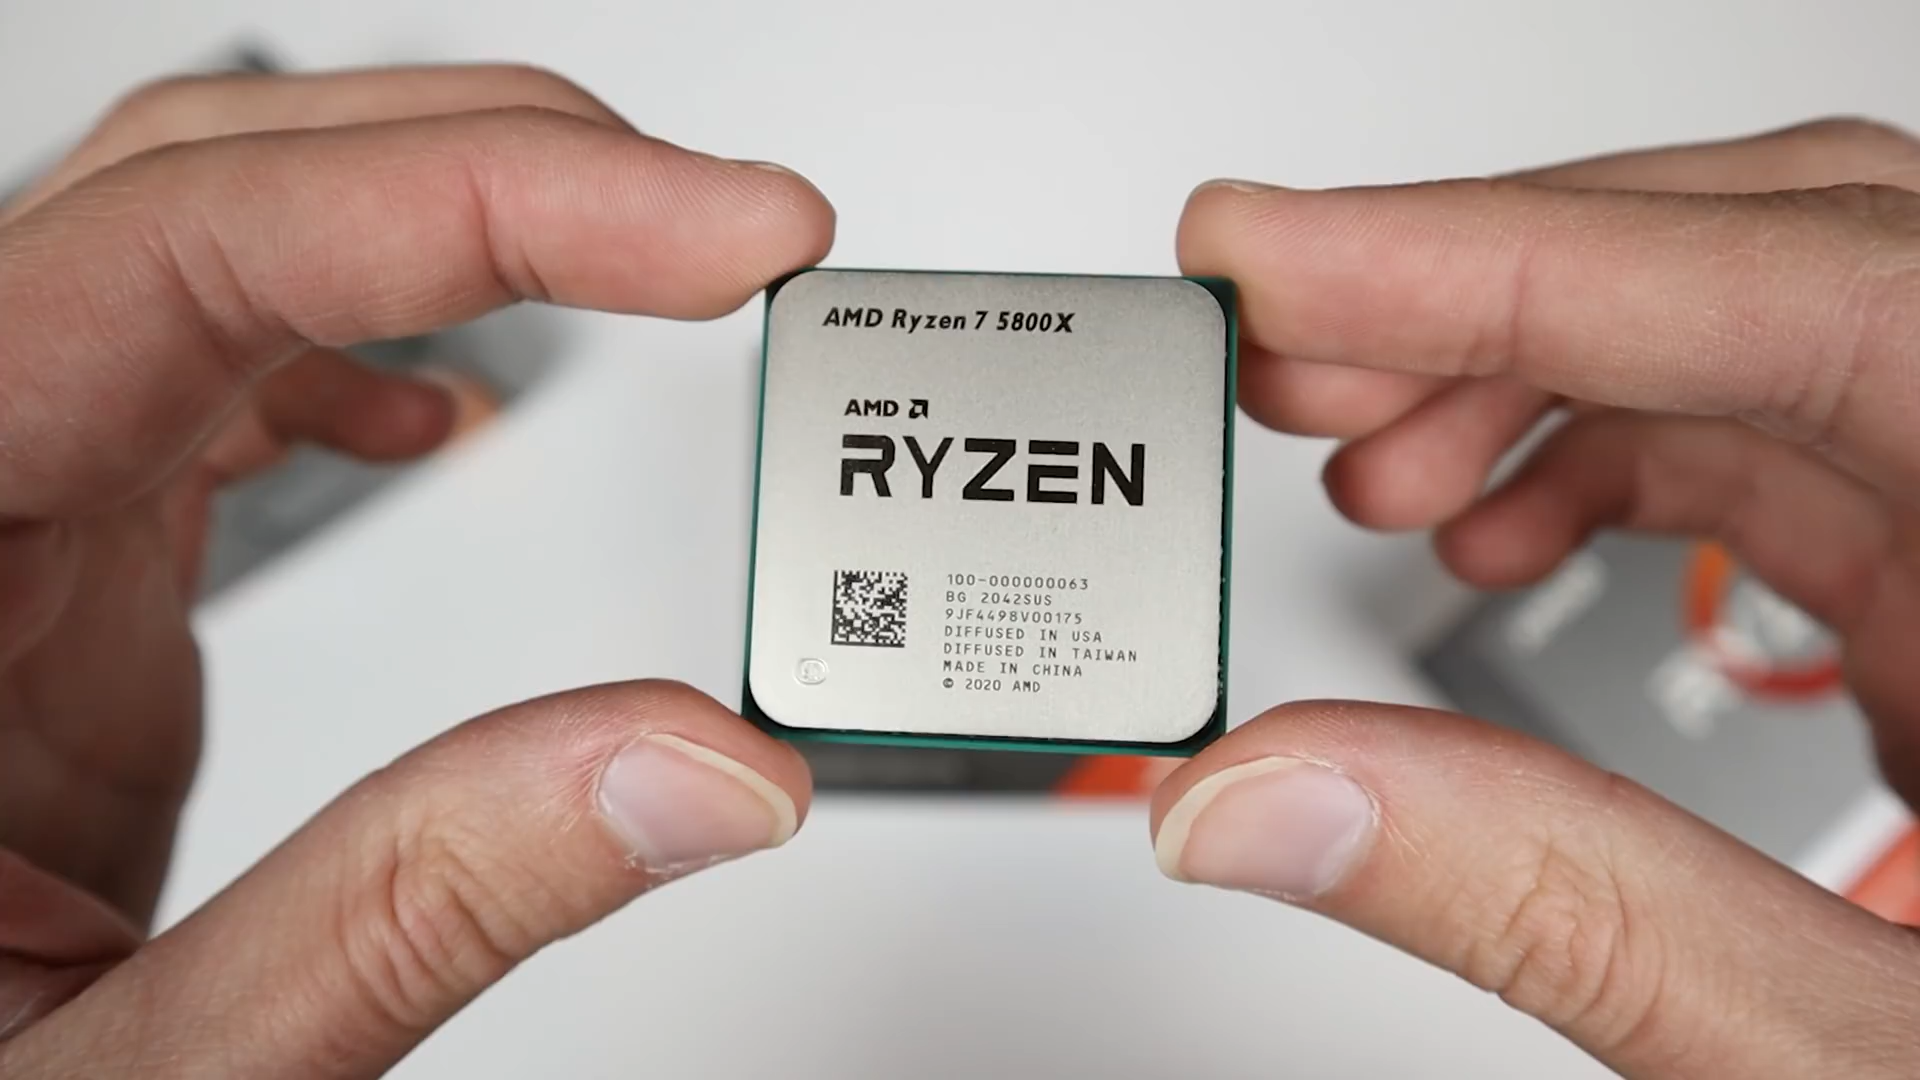 AMD Ryzen 7 5800X
AMD
RYZEN
100-000000063
BG 2042SUS
9JF4498V00175
DIFFUSED IN USA
DIFFUSED IN TAIWAN
MADE IN CHINA
© 2020 AMD